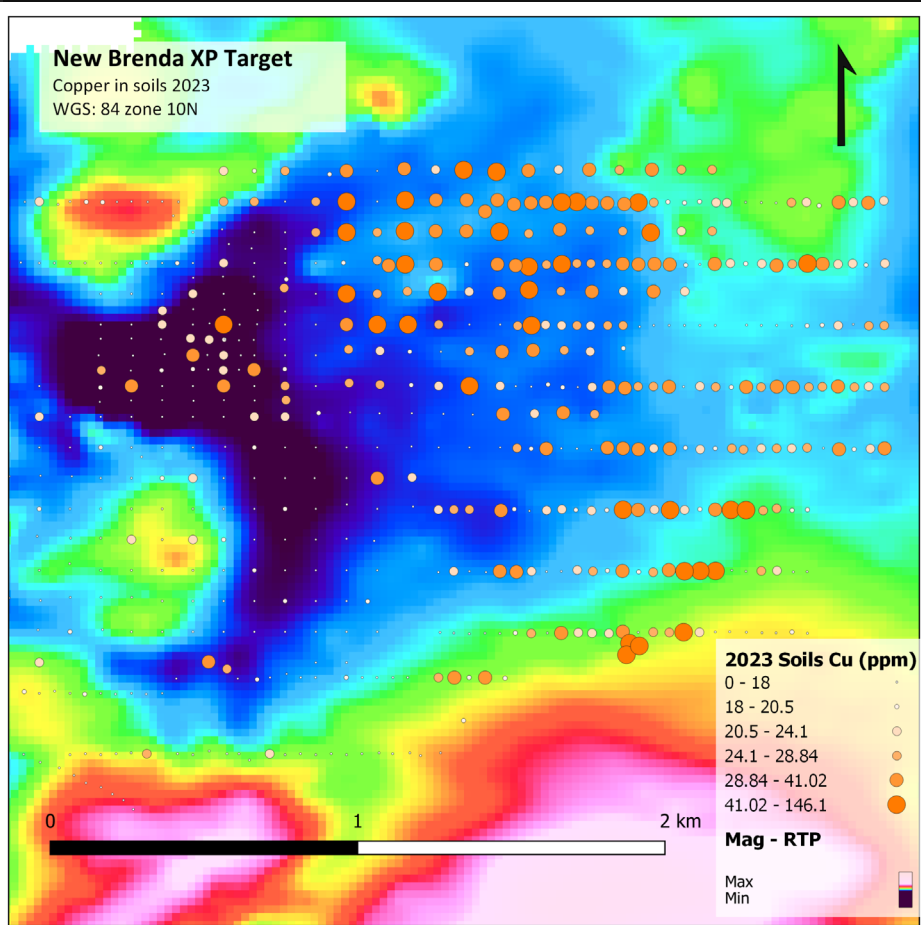 New Brenda XP Target
Copper in soils 2023
WGS: 84 zone 10N
2023 Soils Cu (ppm)
0 - 18
18 - 20.5
20.5 - 24.1
24.1 - 28.84
28.84 - 41.02
41.02 - 146.1
Mag - RTP
Max
Min
0 1 2 km